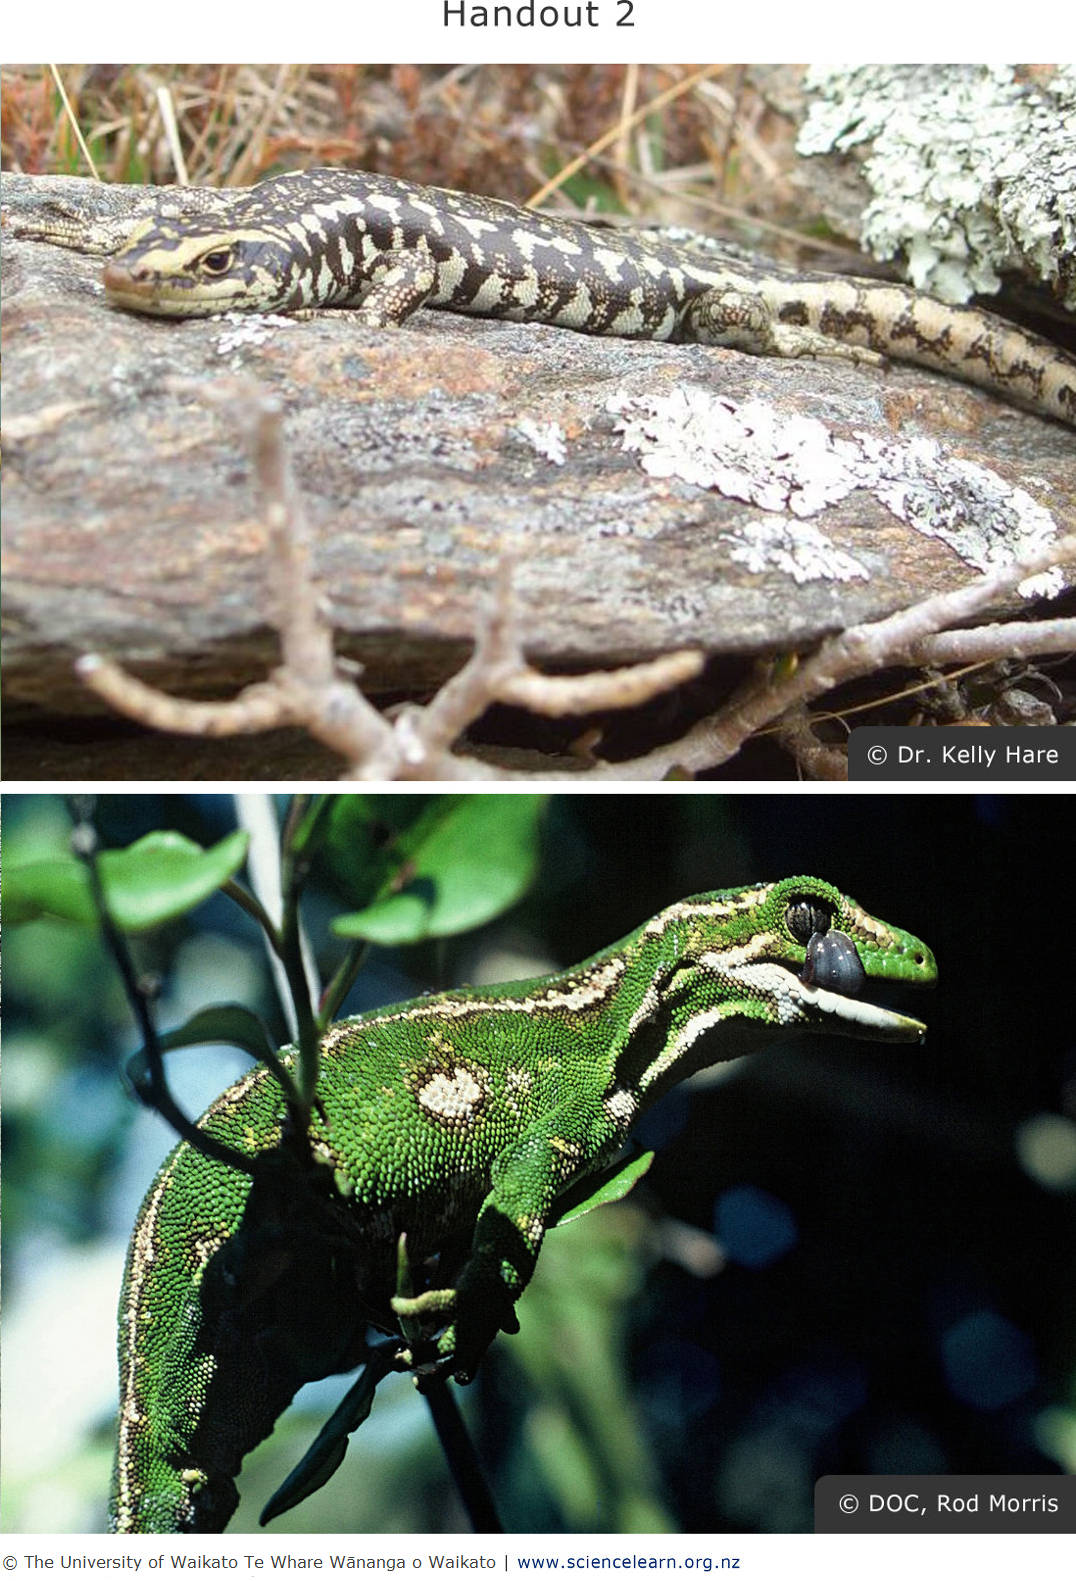 Handout 2
© Dr. Kelly Hare
© DOC, Rod Morris
© The University of Waikato Te Whare Wānanga o Waikato | www.sciencelearn.org.nz